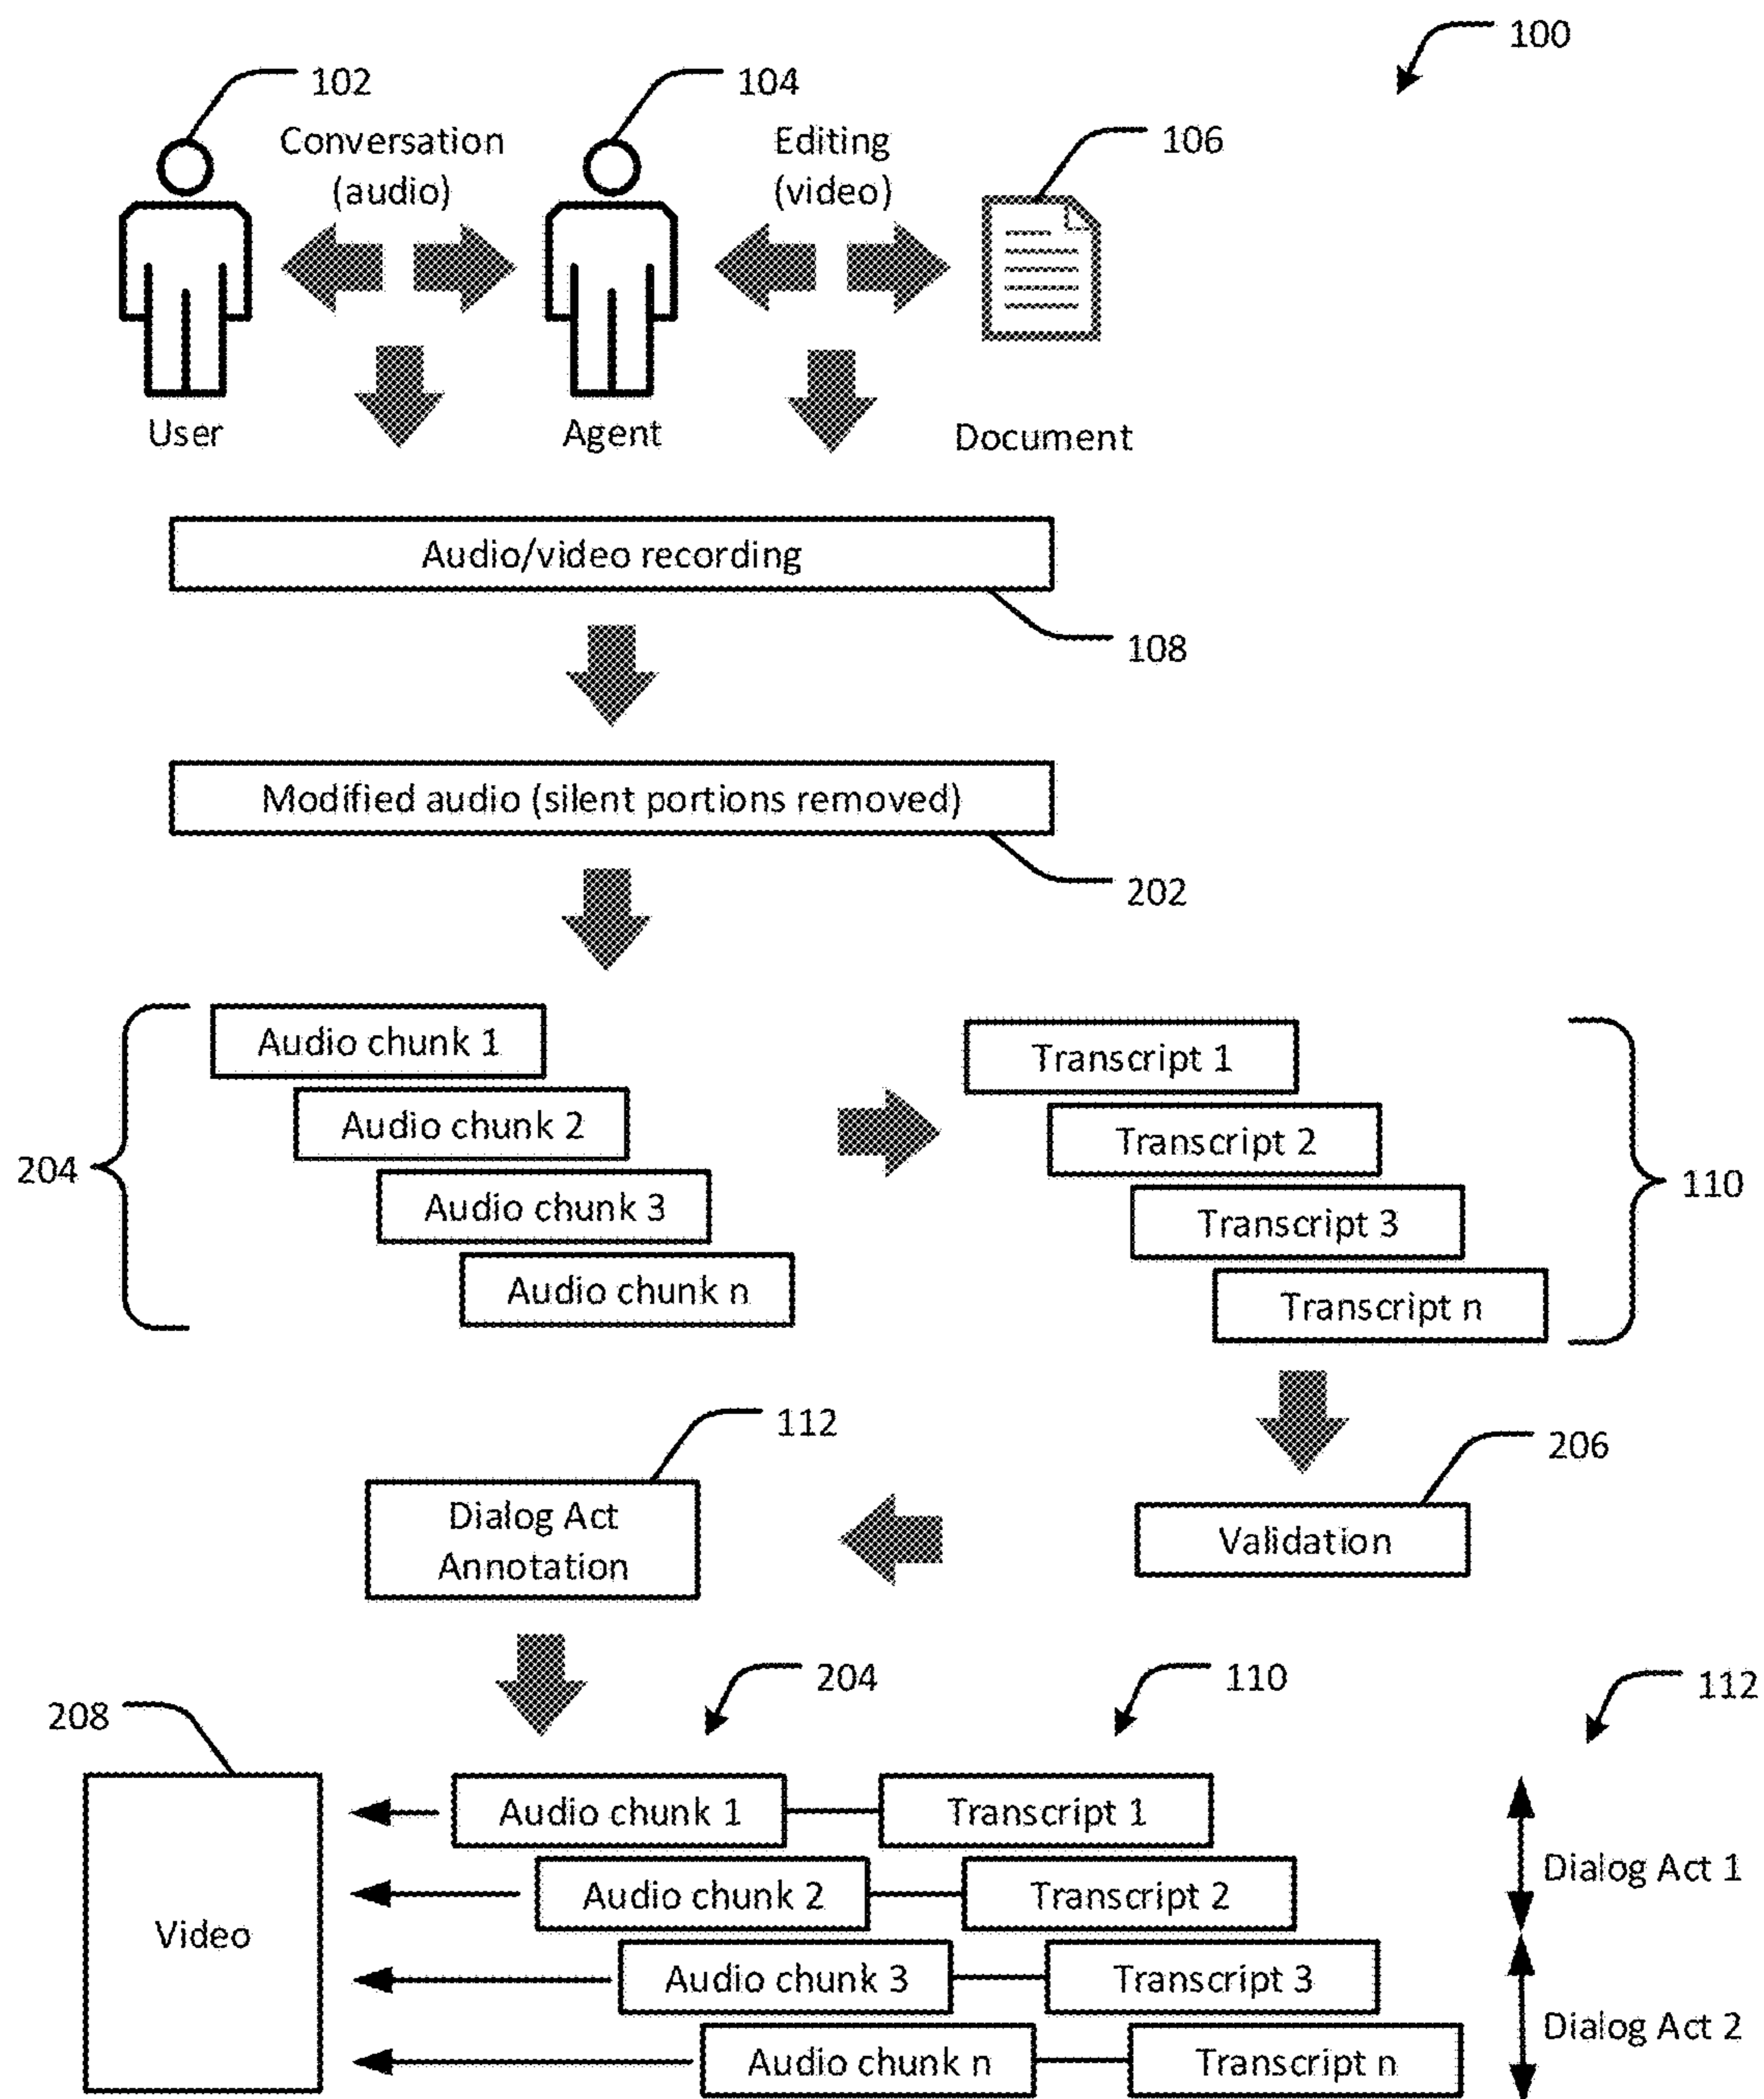 100
102
104
Conversation
(audio)
Editing
(video)
106
User
Agent
Document
Audio/video recording
108
Modified audio (silent portions removed)
202
Audio chunk 1
Audio chunk 2
Audio chunk 3
Audio chunk n
204
Transcript 1
Transcript 2
Transcript 3
Transcript n
110
112
206
Dialog Act
Annotation
Validation
204
110
112
208
Video
Audio chunk 1
Transcript 1
Audio chunk 2
Transcript 2
Dialog Act 1
Audio chunk 3
Transcript 3
Audio chunk n
Transcript n
Dialog Act 2